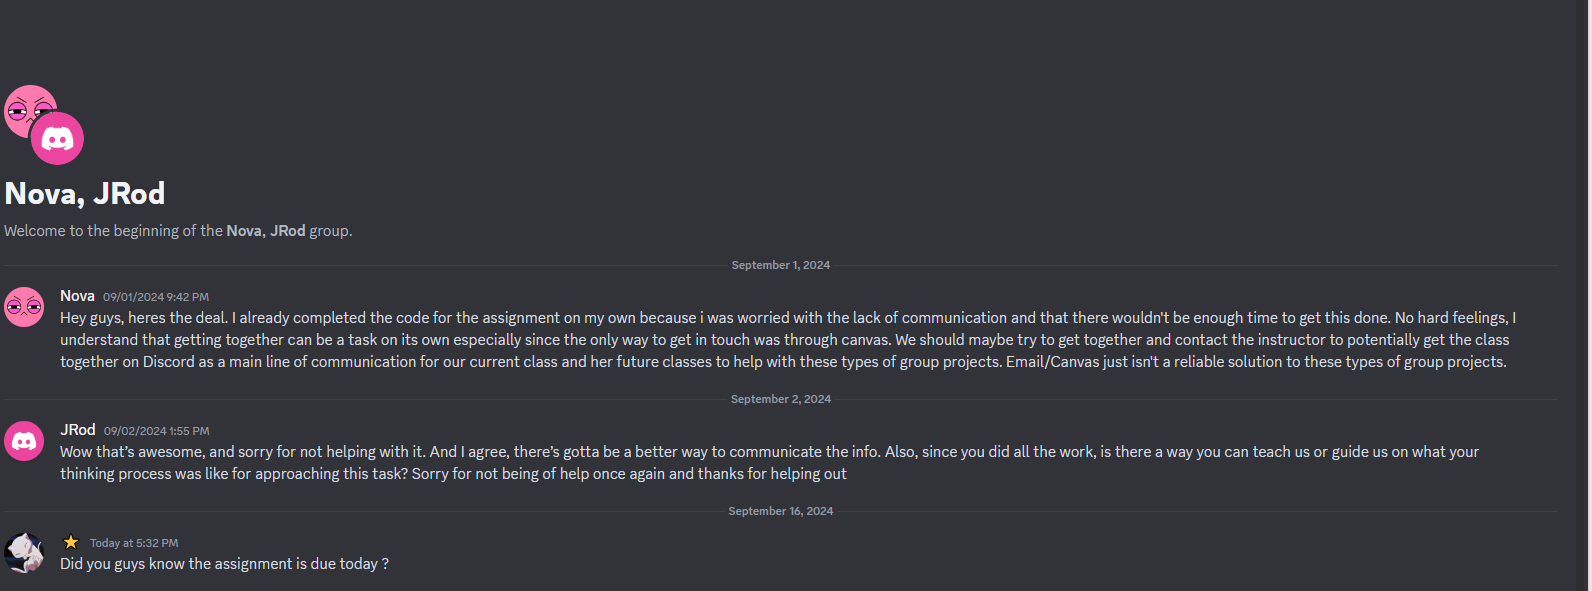 Nova, JRod
Welcome to the beginning of the Nova, JRod group.
September 1, 2024
Nova 09/01/2024 9:42 PM
Hey guys, heres the deal. I already completed the code for the assignment on my own because i was worried with the lack of communication and that there wouldn't be enough time to get this done. No hard feelings, I
understand that getting together can be a task on its own especially since the only way to get in touch was through canvas. We should maybe try to get together and contact the instructor to potentially get the class
together on Discord as a main line of communication for our current class and her future classes to help with these types of group projects. Email/Canvas just isn't a reliable solution to these types of group projects.
September 2, 2024
JRod 09/02/2024 1:55 PM
Wow that's awesome, and sorry for not helping with it. And I agree, there's gotta be a better way to communicate the info. Also, since you did all the work, is there a way you can teach us or guide us on what your
thinking process was like for approaching this task? Sorry for not being of help once again and thanks for helping out
September 16, 2024
⭐ Today at 5:32 PM
Did you guys know the assignment is due today ?